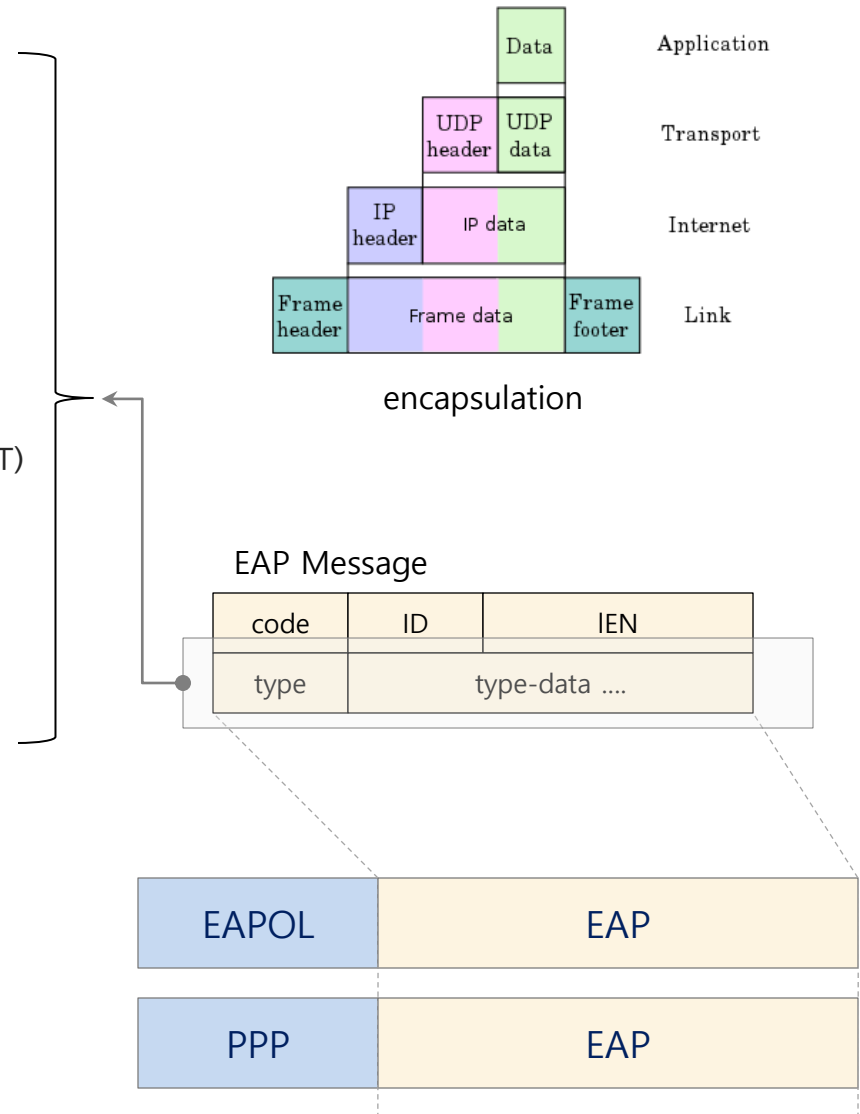 Data
Application
UDP header
UDP data
Transport
IP header
IP data
Internet
Frame header
Frame data
Frame footer
Link
encapsulation
T)
EAP Message
code
ID
lEN
type
type-data ....
EAPOL
EAP
PPP
EAP